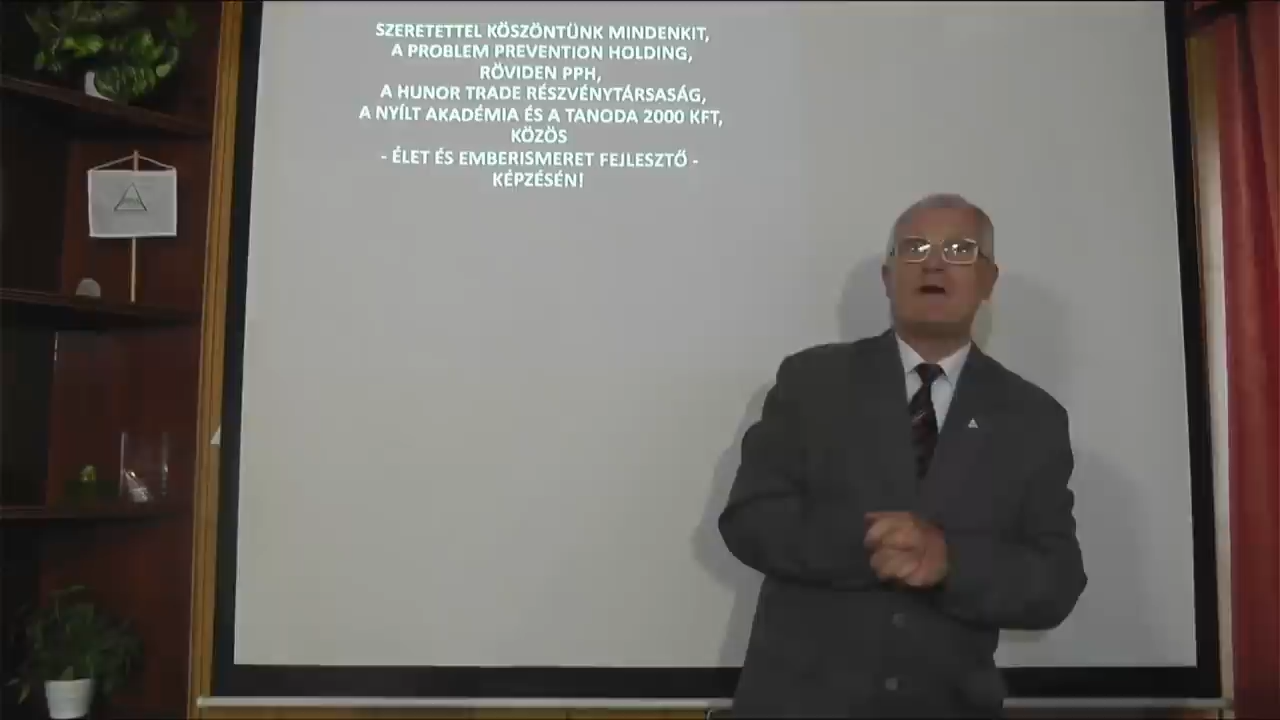 SZERETETTEL KÖSZÖNTÜNK MINDENKIT,
A PROBLEM PREVENTION HOLDING,
RÖVIDEN PPH,
A HUNOR TRADE RÉSZVÉNYTÁRSASÁG,
A NYÍLT AKADÉMIA ÉS A TANODA 2000 KFT,
KÖZÖS
- ÉLET ÉS EMBERISMERET FEJLESZTŐ -
KÉPZÉSÉN!